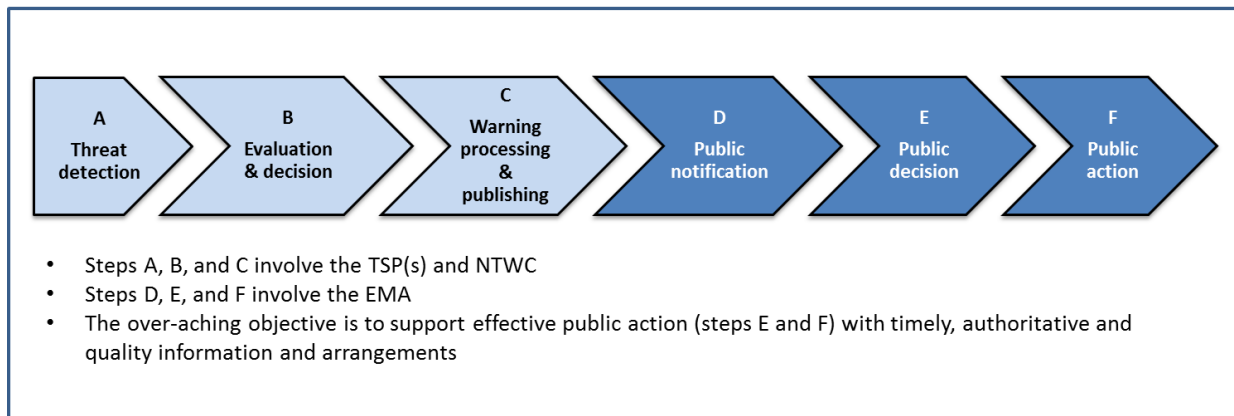 A
Threat
detection
B
Evaluation
& decision
C
Warning
processing
&
publishing
D
Public
notification
E
Public
decision
F
Public
action
• Steps A, B, and C involve the TSP(s) and NTWC
• Steps D, E, and F involve the EMA
• The over-aching objective is to support effective public action (steps E and F) with timely, authoritative and
quality information and arrangements